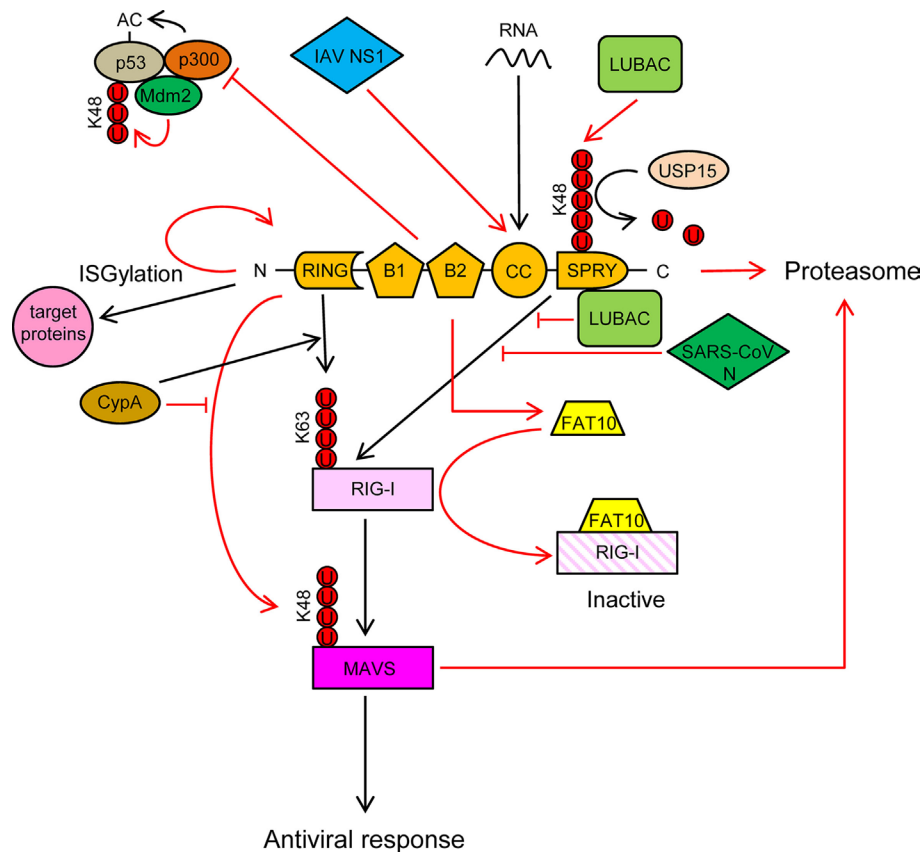 AC
p53
p300
Mdm2
K48
U
U
U
IAV NS1
RNA
LUBAC
K48
U
U
U
U
U
USP15
U
U
ISGylation
N
RING
B1
B2
CC
SPRY
C
Proteasome
target
proteins
LUBAC
SARS-CoV
N
CypA
K63
U
U
U
U
FAT10
RIG-I
FAT10
RIG-I
Inactive
K48
U
U
U
U
MAVS
Antiviral response